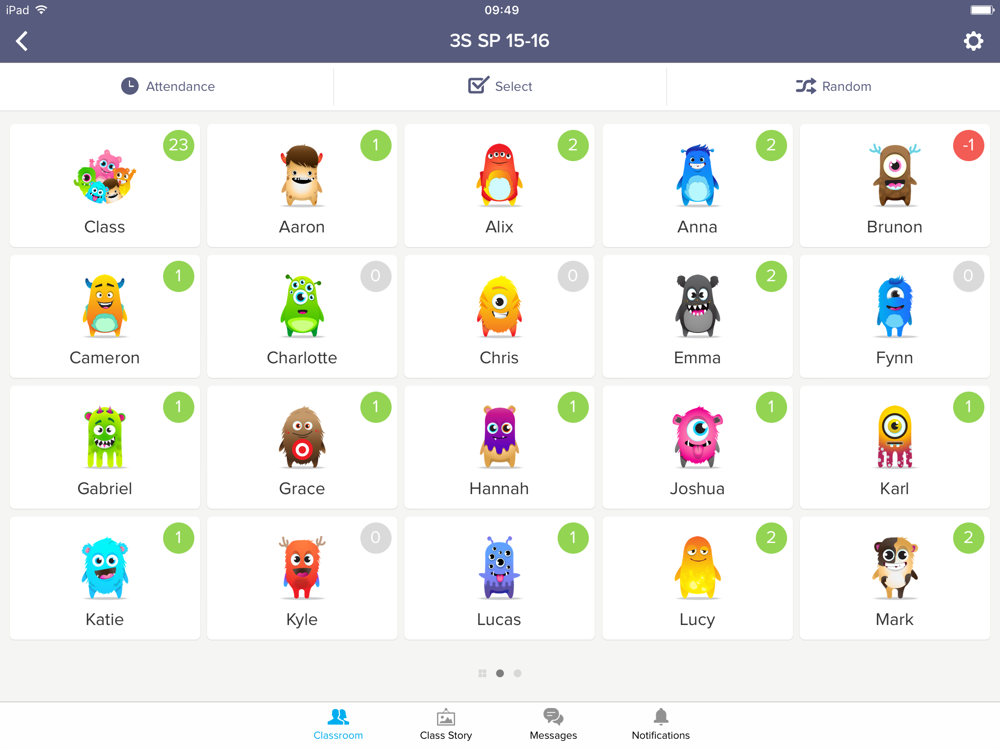 iPad
09:49
3S SP 15-16
Attendance
Select
Random
23
1
2
2
-1
Class
Aaron
Alix
Anna
Brunon
1
0
0
2
0
Cameron
Charlotte
Chris
Emma
Fynn
1
1
1
1
1
Gabriel
Grace
Hannah
Joshua
Karl
1
0
1
2
2
Katie
Kyle
Lucas
Lucy
Mark
Classroom
Class Story
Messages
Notifications